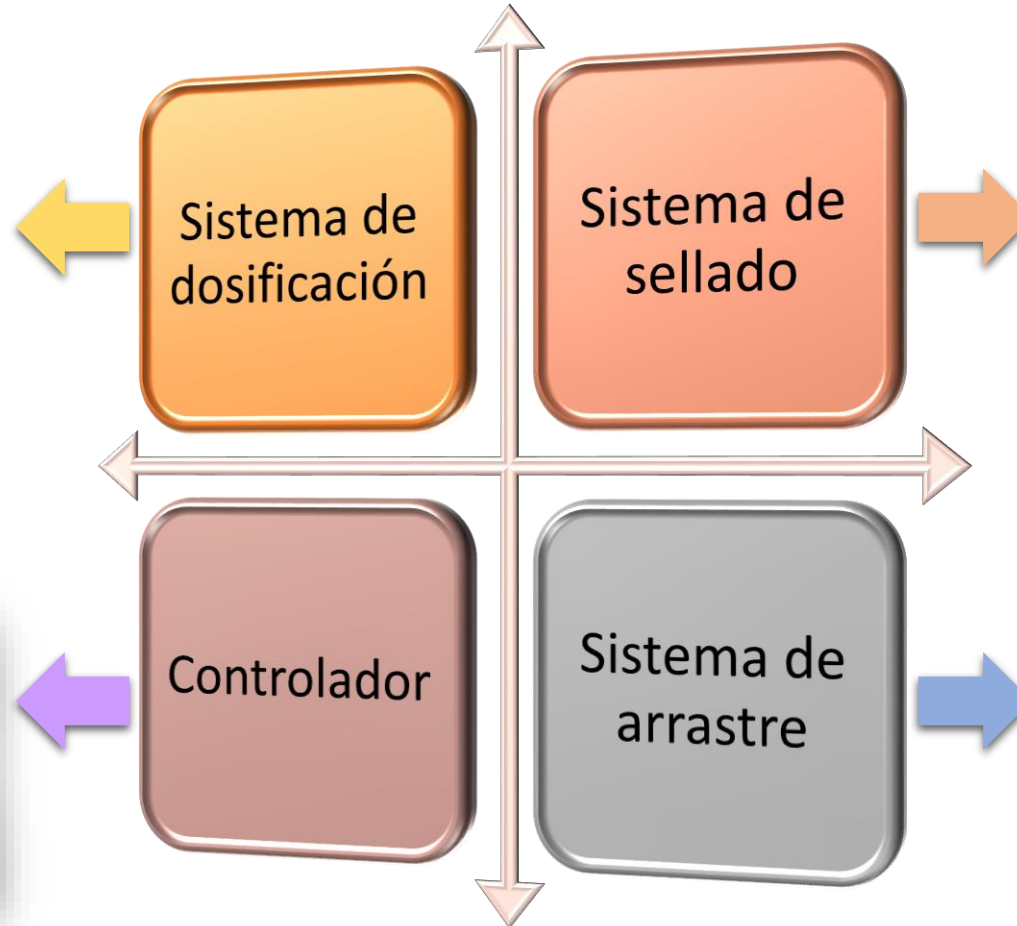 Sistema de
dosificación
Sistema de
sellado
Controlador
Sistema de
arrastre